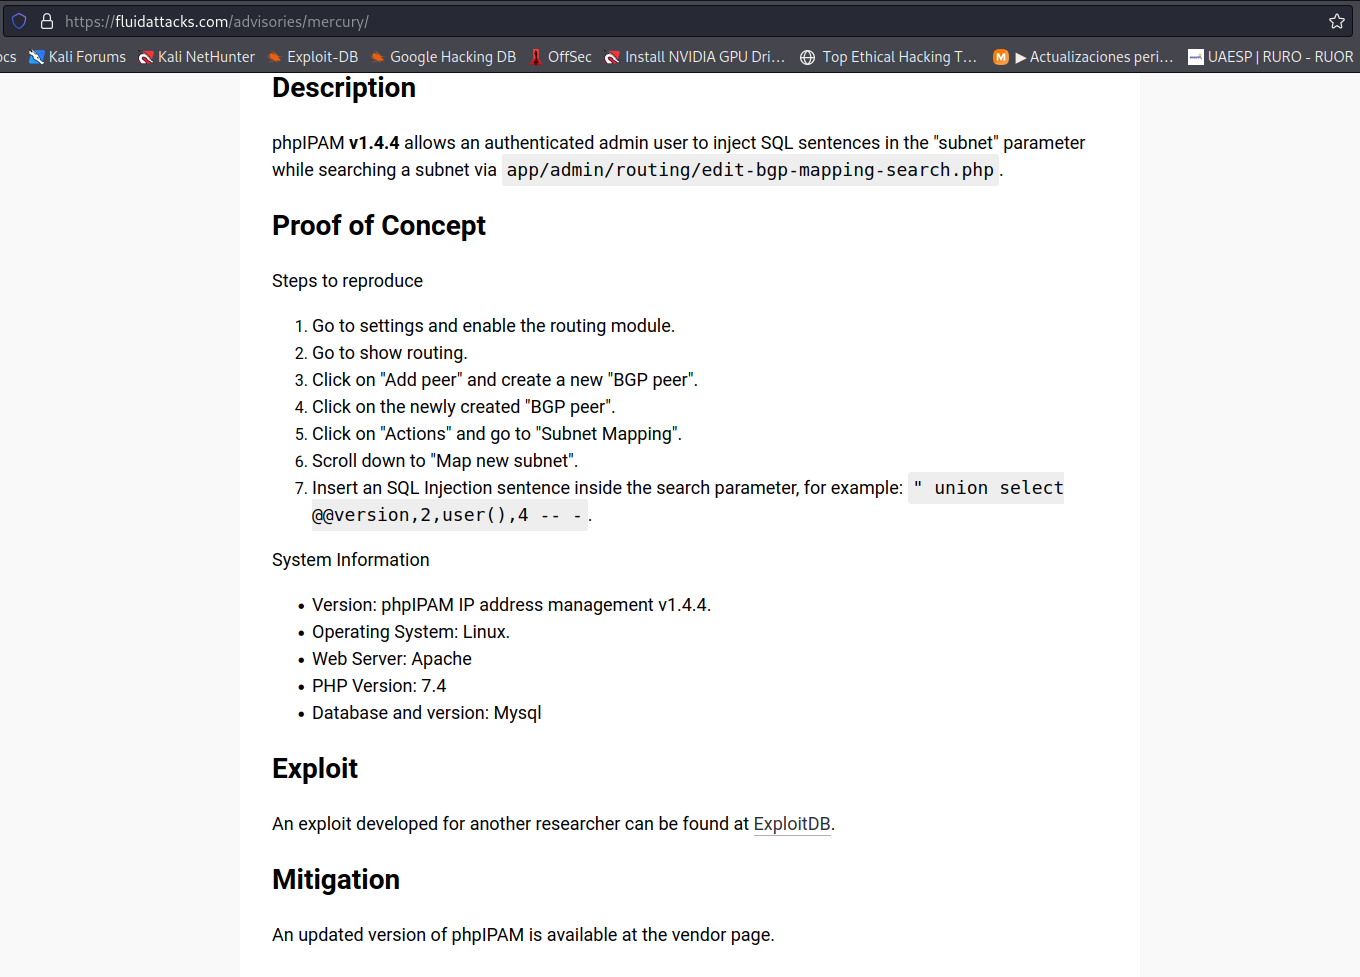 https://fluidattacks.com/advisories/mercury/
ocs Kali Forums Kali NetHunter Exploit-DB Google Hacking DB OffSec Install NVIDIA GPU Dri... Top Ethical Hacking T... M ▶ Actualizaciones peri... UAESP | RURO - RUOR
Description
phpIPAM v1.4.4 allows an authenticated admin user to inject SQL sentences in the "subnet" parameter
while searching a subnet via app/admin/routing/edit-bgp-mapping-search.php.
Proof of Concept
Steps to reproduce
1. Go to settings and enable the routing module.
2. Go to show routing.
3. Click on "Add peer" and create a new "BGP peer".
4. Click on the newly created "BGP peer".
5. Click on "Actions" and go to "Subnet Mapping".
6. Scroll down to "Map new subnet".
7. Insert an SQL Injection sentence inside the search parameter, for example: " union select
@@version,2,user(),4 -- -.
System Information
• Version: phpIPAM IP address management v1.4.4.
• Operating System: Linux.
• Web Server: Apache
• PHP Version: 7.4
• Database and version: Mysql
Exploit
An exploit developed for another researcher can be found at ExploitDB.
Mitigation
An updated version of phpIPAM is available at the vendor page.